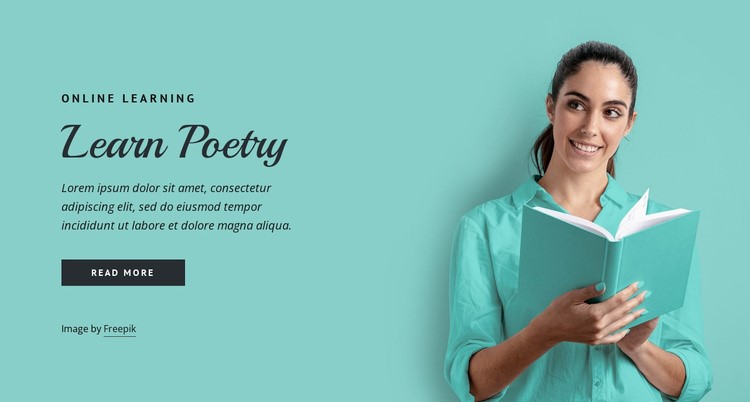 ONLINE LEARNING
Learn Poetry
Lorem ipsum dolor sit amet, consectetur
adipiscing elit, sed do eiusmod tempor
incididunt ut labore et dolore magna aliqua.
READ MORE
Image by Freepik